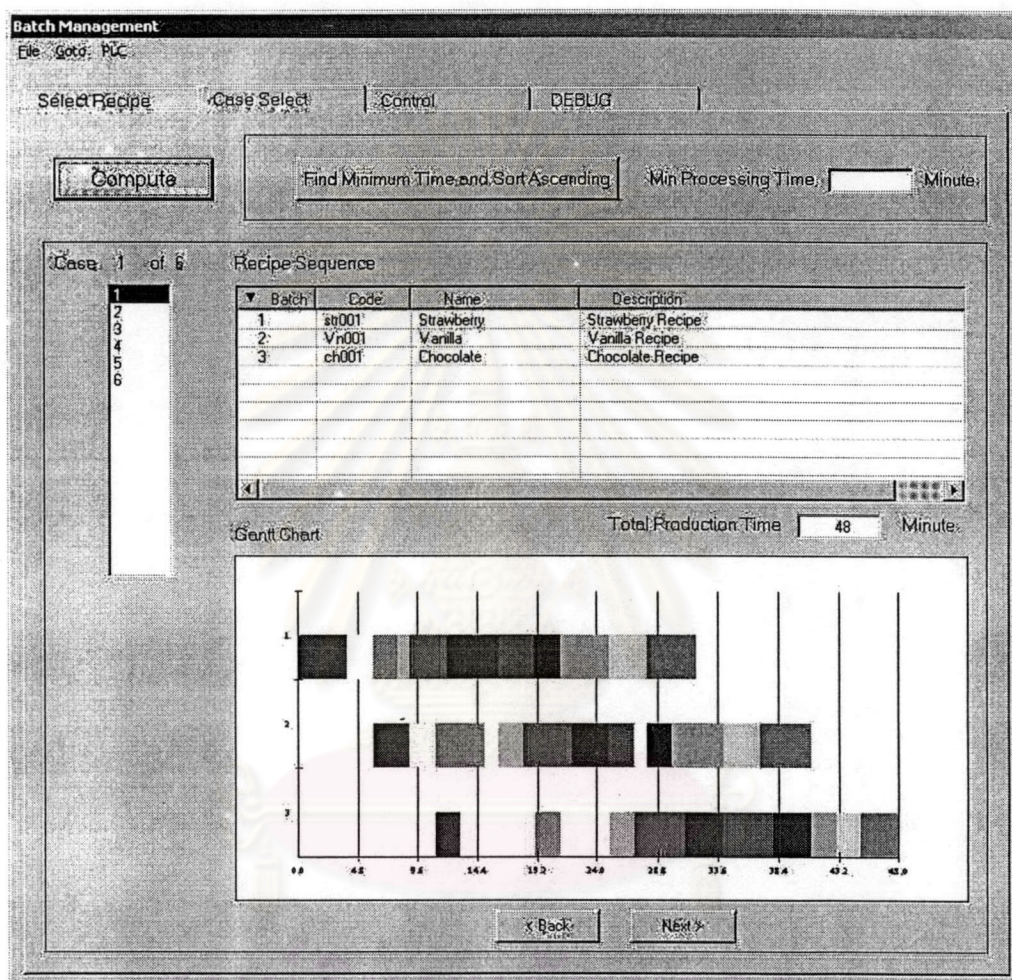 Batch Management
File Goto PLC
Select Recipe Case Select Control DEBUG
Compute Find Minimum Time and Sort Ascending Min Processing Time Minute
Case 1 of 6 Recipe Sequence
1
2
3
4
5
6
▼ Batch Code Name Description
1 str001 Strawberry Strawberry Recipe
2 Vn001 Vanilla Vanilla Recipe
3 ch001 Chocolate Chocolate Recipe
Total Production Time 48 Minute
Gantt Chart
1
2
3
0.0 4.8 9.6 14.4 19.2 24.0 28.8 33.6 38.4 43.2 48.0
< Back Next >